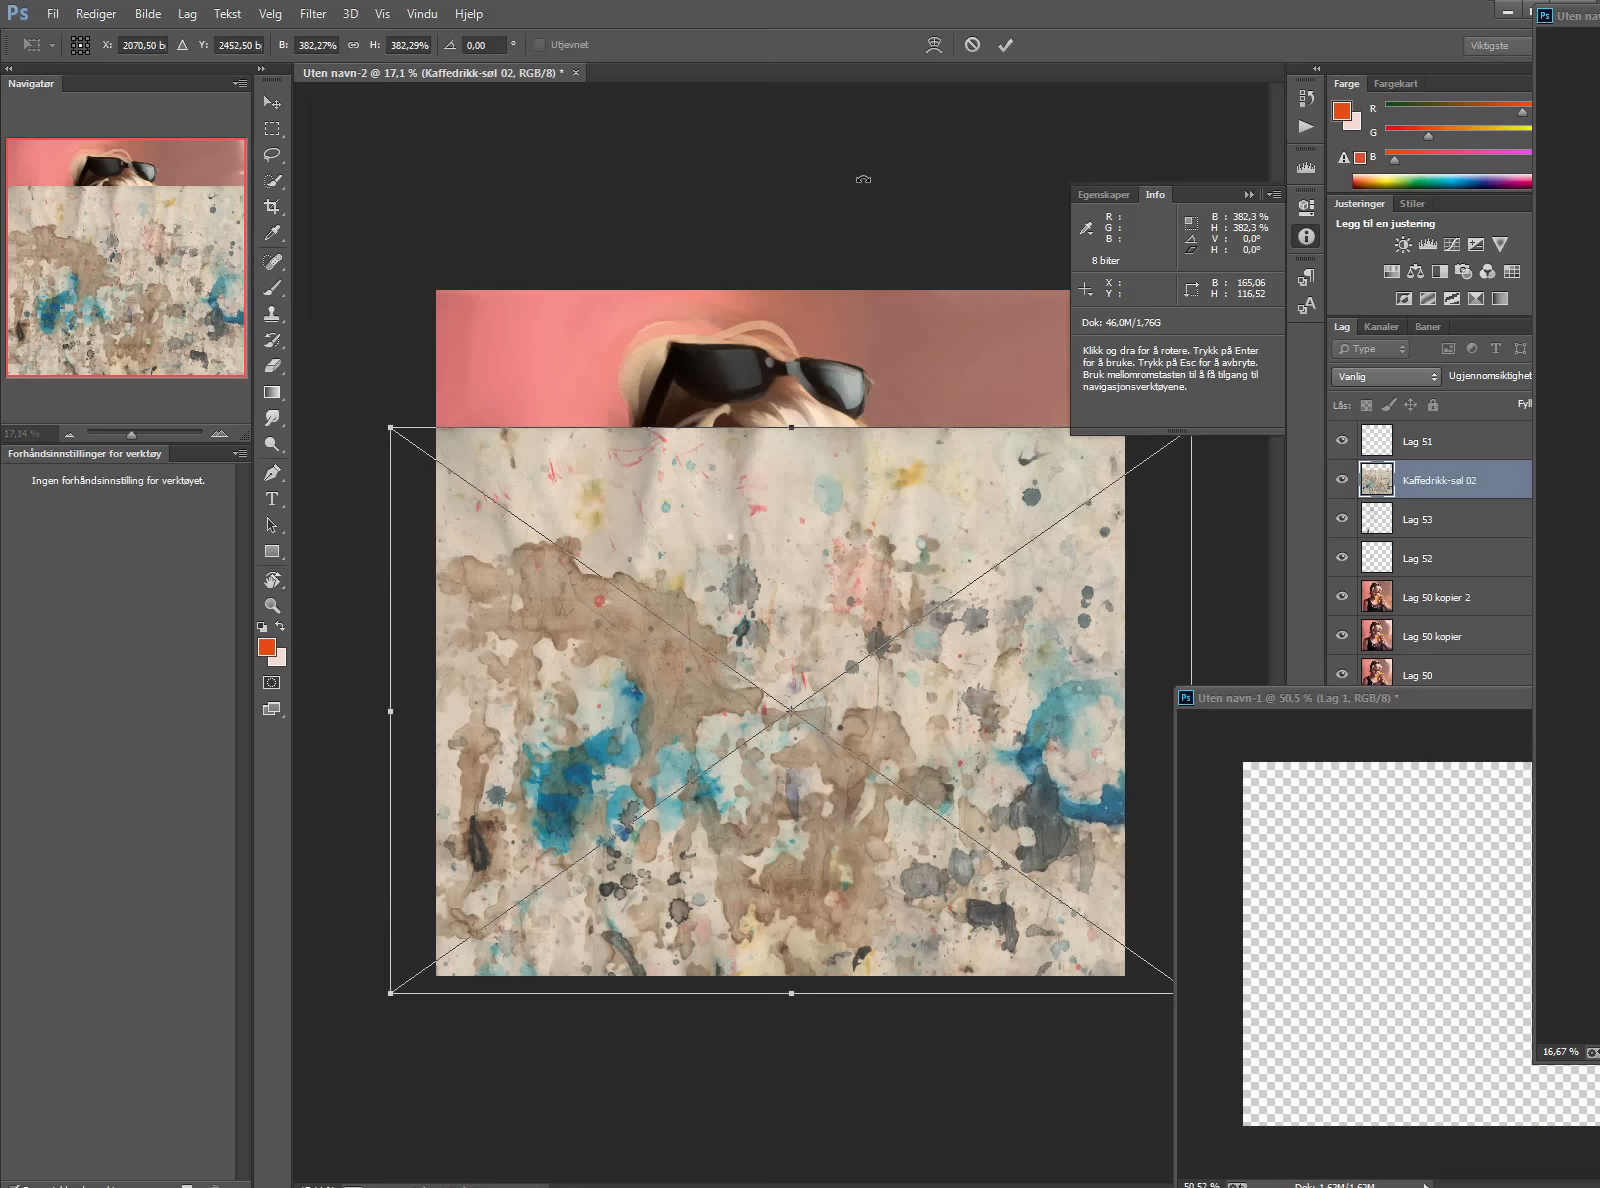 Ps Fil Rediger Bilde Lag Tekst Velg Filter 3D Vis Vindu Hjelp
X: 2070,50 b Y: 2452,50 b B: 382,27% H: 382,29% 0,00 ° Utjevnet Viktigste
Navigatør
Uten navn-2 @ 17,1 % (Kaffedrikk-søl 02, RGB/8) * ×
17,14 %
Forhåndsinnstillinger for verktøy
Ingen forhåndsinnstilling for verktøyet.
Egenskaper Info
R :
G :
B :
8 biter
B : 382,3 %
H : 382,3 %
V : 0,0°
H : 0,0°
X :
Y :
B : 165,06
H : 116,52
Dok: 46,0M/1,76G
Klikk og dra for å rotere. Trykk på Enter
for å bruke. Trykk på Esc for å avbryte.
Bruk mellomromstasten til å få tilgang til
navigasjonsverktøyene.
Farge Fargekart
R
G
B
Justeringer Stiler
Legg til en justering
Lag Kanaler Baner
Type
Vanlig Ugjennomsiktighet
Lås: Fyll
Lag 51
Kaffedrikk-søl 02
Lag 53
Lag 52
Lag 50 kopier 2
Lag 50 kopier
Lag 50
Ps Uten navn-1 @ 50,5 % (Lag 1, RGB/8) *
50,52 % Dok: 1,62M/1,62M
Ps Uten nav
16,67 %